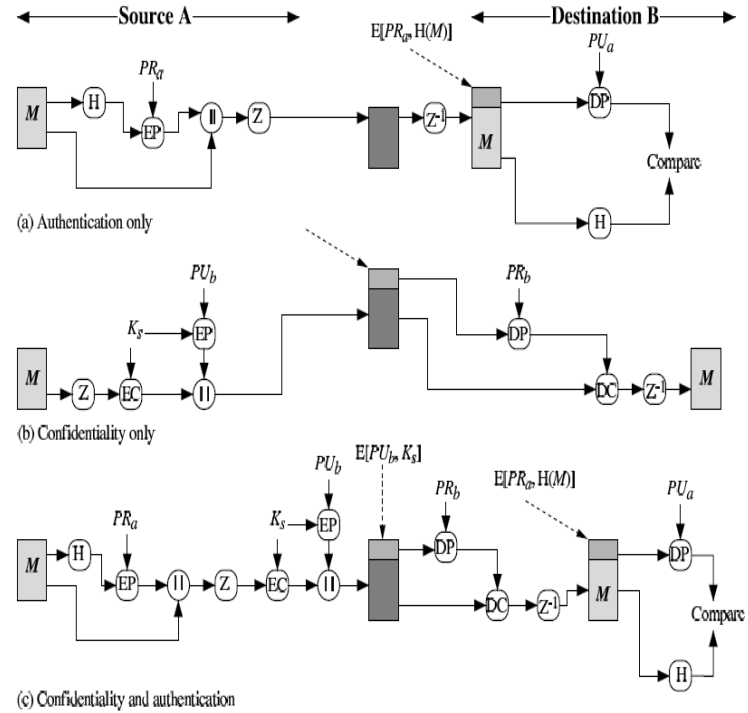 Source A
Destination B
E[PRa, H(M)]
PUa
PRa
M
H
EP
||
Z
Z-1
M
DP
Compare
H
(a) Authentication only
PUb
PRb
Ks
EP
DP
M
Z
EC
||
DC
Z-1
M
(b) Confidentiality only
E[PUb, Ks]
PUb
PRb
E[PRa, H(M)]
PUa
PRa
Ks
EP
M
H
EP
||
Z
EC
||
DP
DC
Z-1
M
DP
Compare
H
(c) Confidentiality and authentication